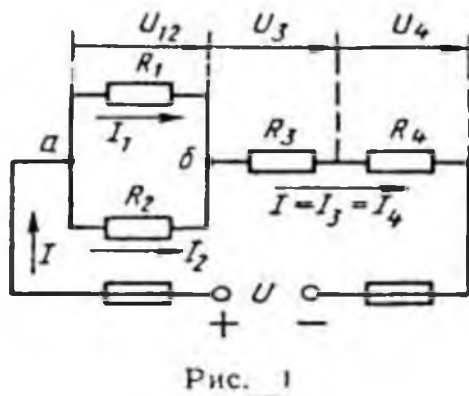 U₁₂ U₃ U₄
R₁
I₁
a б R₃ R₄
R₂ I = I₃ = I₄
I I₂
U
+ −
Рис. 1